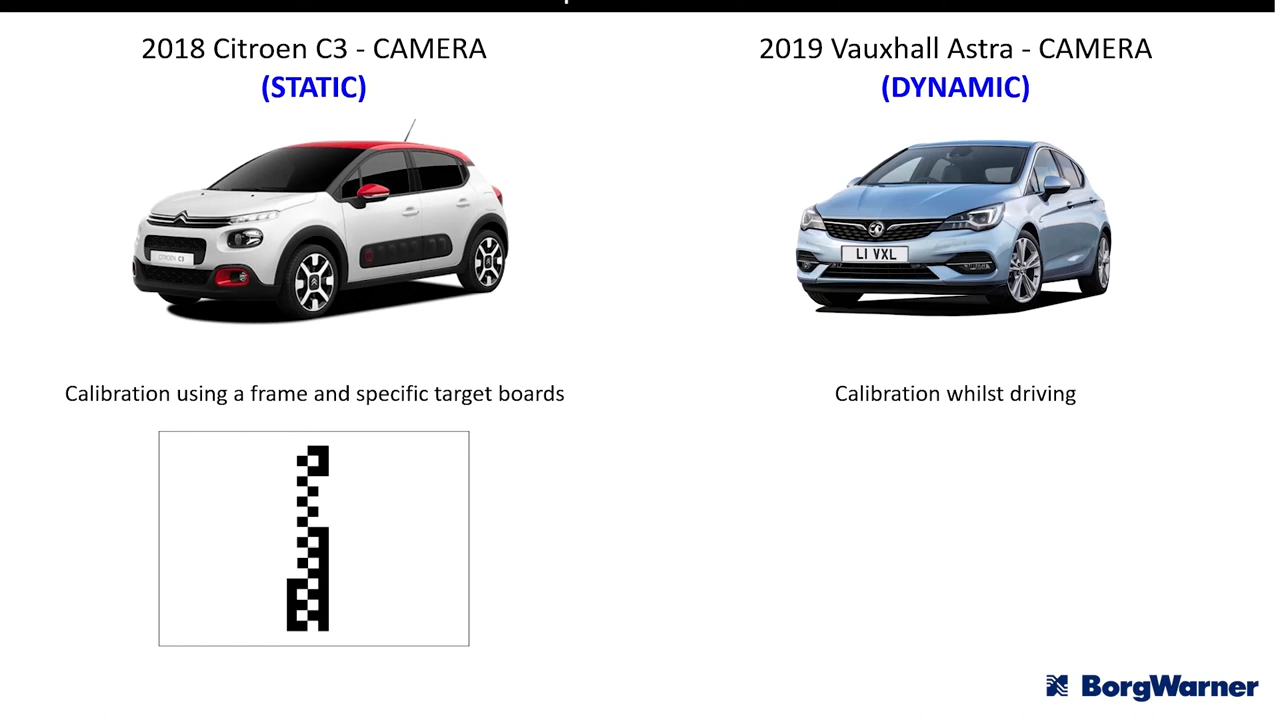 2018 Citroen C3 - CAMERA
(STATIC)
2019 Vauxhall Astra - CAMERA
(DYNAMIC)
CITROEN C3
L1 VXL
Calibration using a frame and specific target boards
Calibration whilst driving
BorgWarner